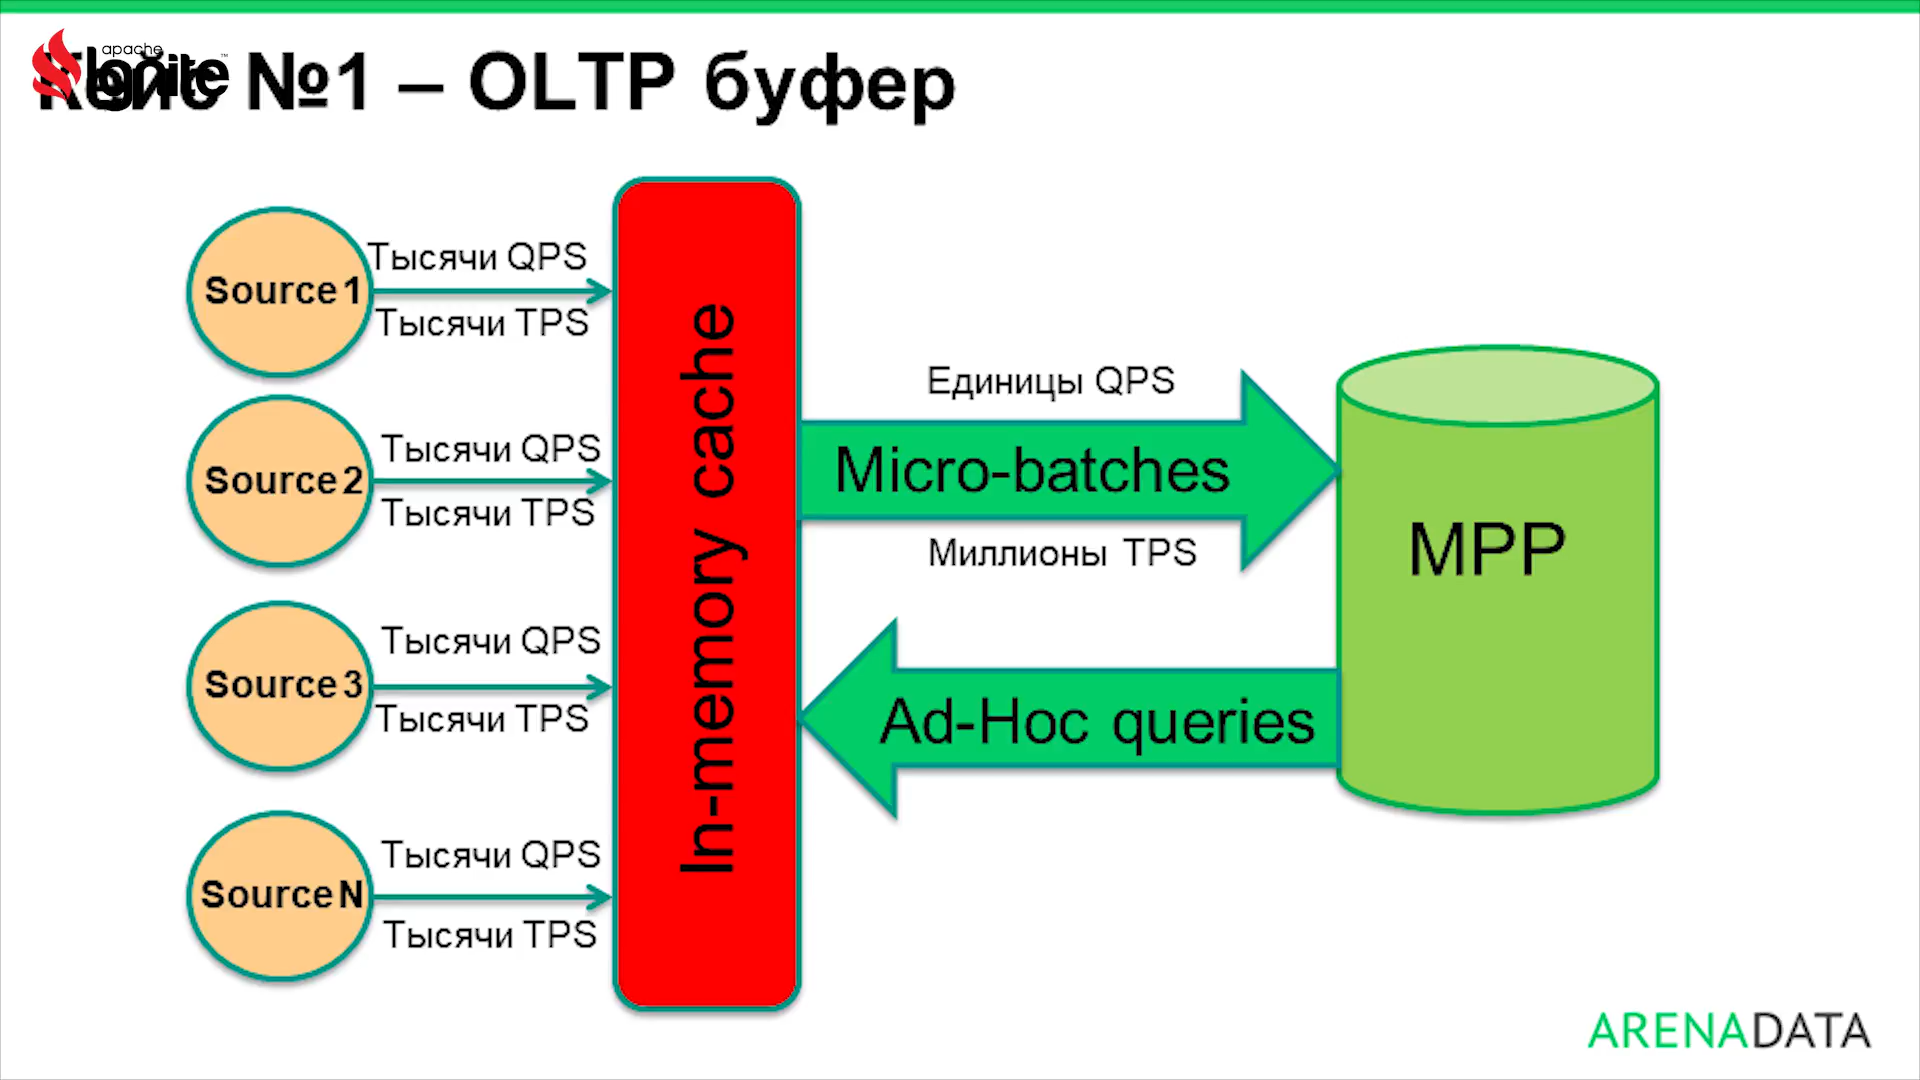 apache
Ignite
Кейс №1 – OLTP буфер
Source 1
Тысячи QPS
Тысячи TPS
Source 2
Тысячи QPS
Тысячи TPS
Source 3
Тысячи QPS
Тысячи TPS
Source N
Тысячи QPS
Тысячи TPS
In-memory cache
Единицы QPS
Micro-batches
Миллионы TPS
Ad-Hoc queries
MPP
ARENADATA